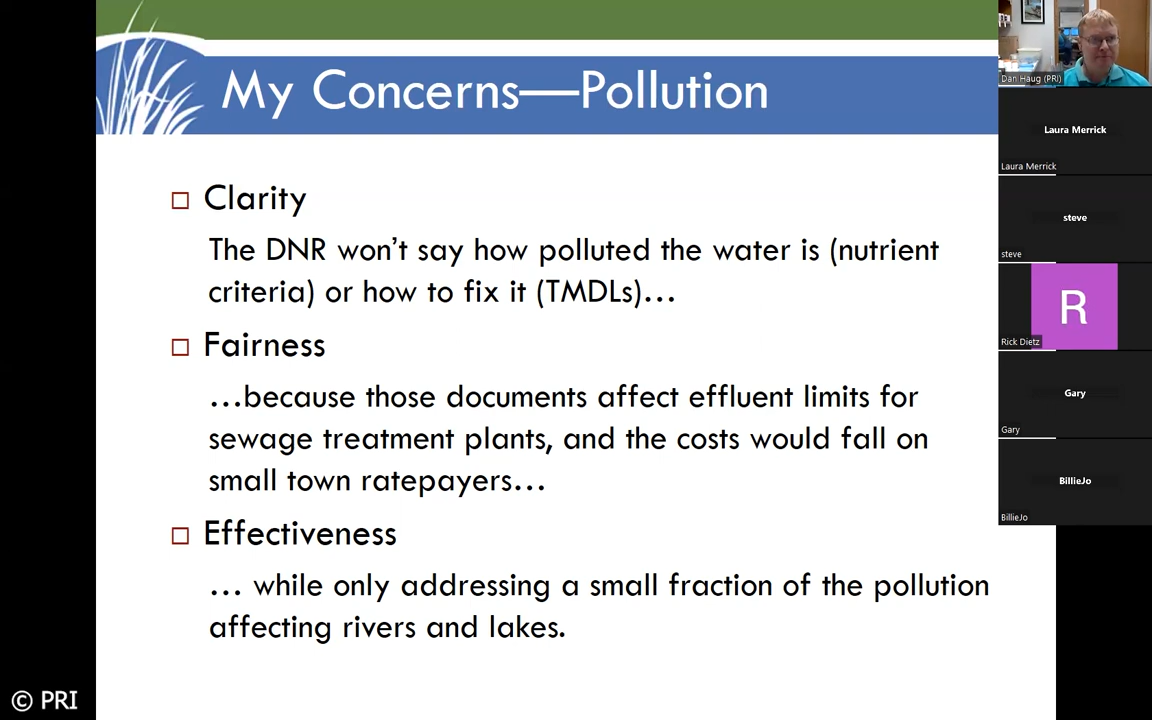 My Concerns—Pollution
Clarity
The DNR won't say how polluted the water is (nutrient
criteria) or how to fix it (TMDLs)...
Fairness
...because those documents affect effluent limits for
sewage treatment plants, and the costs would fall on
small town ratepayers...
Effectiveness
... while only addressing a small fraction of the pollution
affecting rivers and lakes.
Dan Haug (PRI)
Laura Merrick
Laura Merrick
steve
steve
R
Rick Dietz
Gary
Gary
BillieJo
BillieJo
© PRI